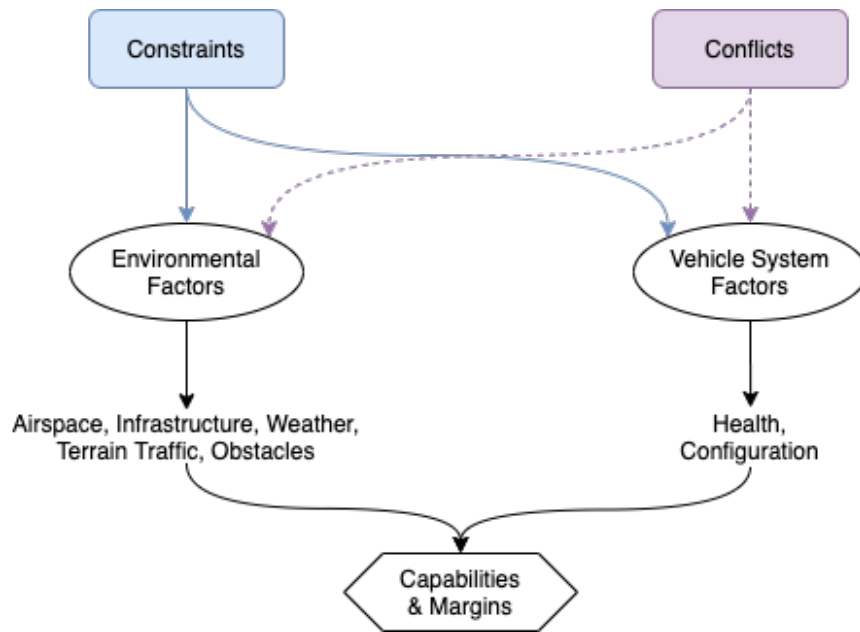 Constraints
Conflicts
Environmental
Factors
Vehicle System
Factors
Airspace, Infrastructure, Weather,
Terrain Traffic, Obstacles
Health,
Configuration
Capabilities
& Margins